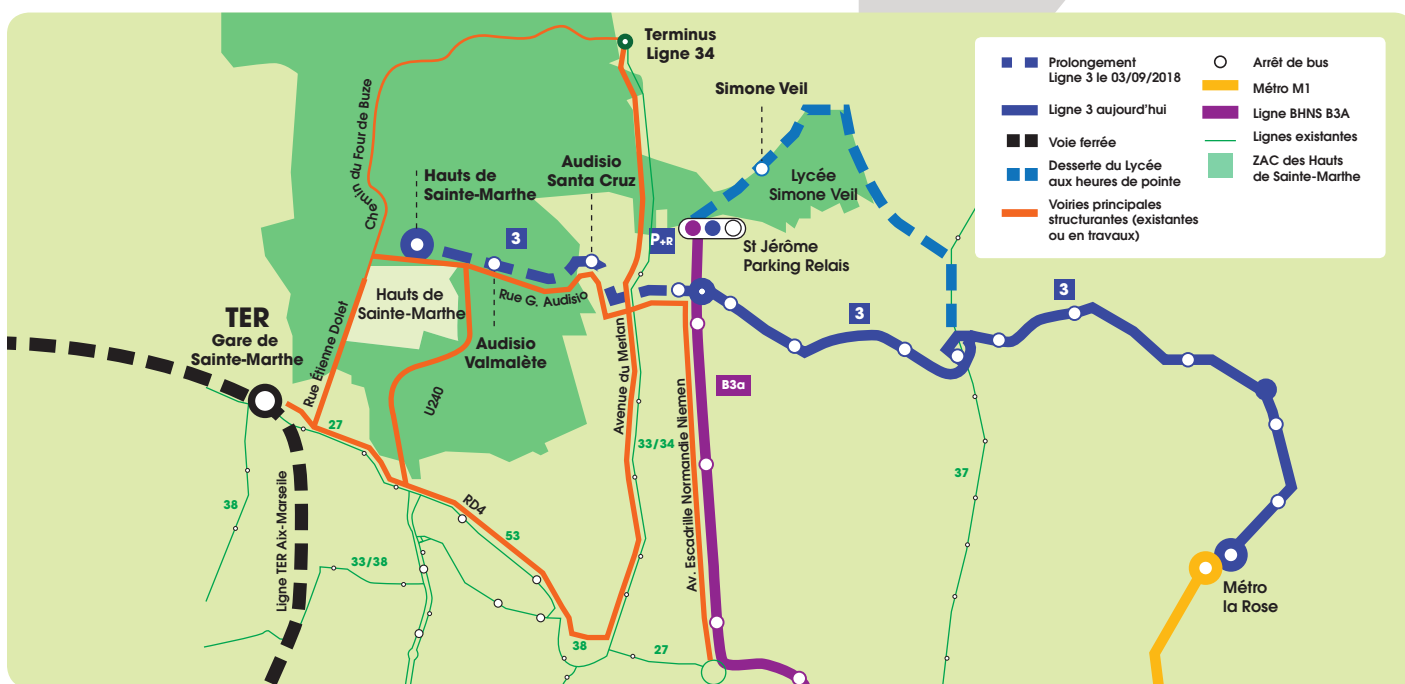 Terminus
Ligne 34
Simone Veil
Audisio
Santa Cruz
Hauts de
Sainte-Marthe
Chemin du Four de Buze
Lycée
Simone Veil
3
P+R
St Jérôme
Parking Relais
Rue G. Audisio
Hauts de
Sainte-Marthe
Audisio
Valmalète
TER
Gare de
Sainte-Marthe
Rue Étienne Dolet
U240
Avenue du Merlan
Av. Escadrille Normandie Niemen
B3a
3
3
27
33/34
37
38
RD4
53
33/38
Ligne TER Aix-Marseile
38
27
Métro
la Rose
Prolongement
Ligne 3 le 03/09/2018
Ligne 3 aujourd'hui
Voie ferrée
Desserte du Lycée
aux heures de pointe
Voiries principales
structurantes (existantes
ou en travaux)
Arrêt de bus
Métro M1
Ligne BHNS B3A
Lignes existantes
ZAC des Hauts
de Sainte-Marthe